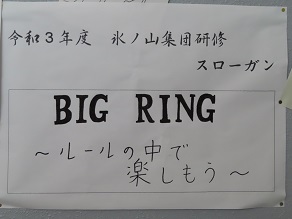 令和3年度 氷ノ山集団研修
スローガン
BIG RING
～ルールの中で
楽しもう～